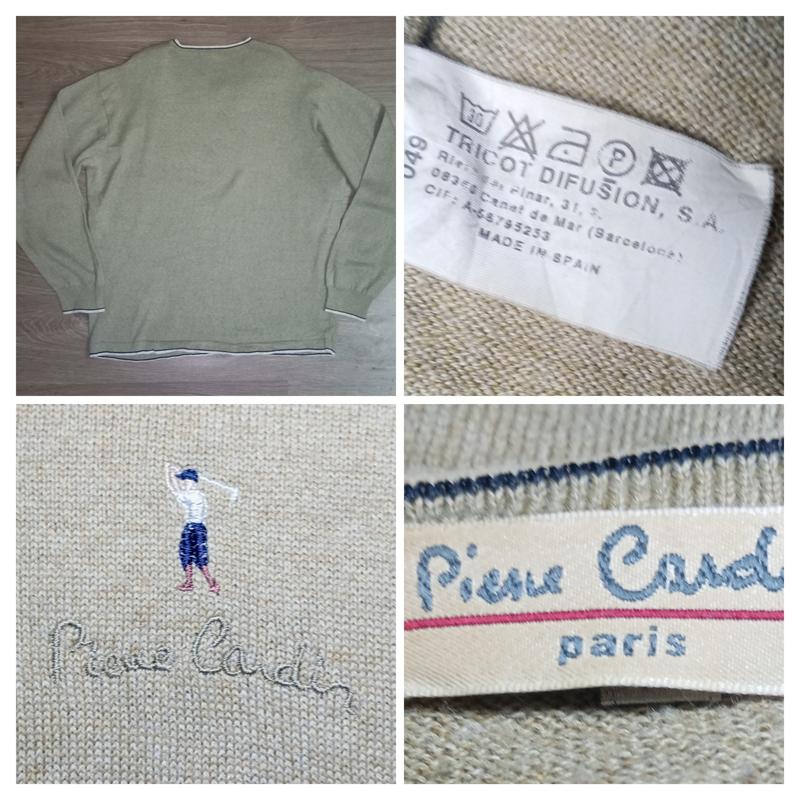 30
P
049
TRICOT DIFUSION, S.A.
Pinar, 31,
Canet de Mar (Barcelona)
CIF: A-58795253
MADE IN SPAIN
Pierre Cardin
Pierre Card
paris